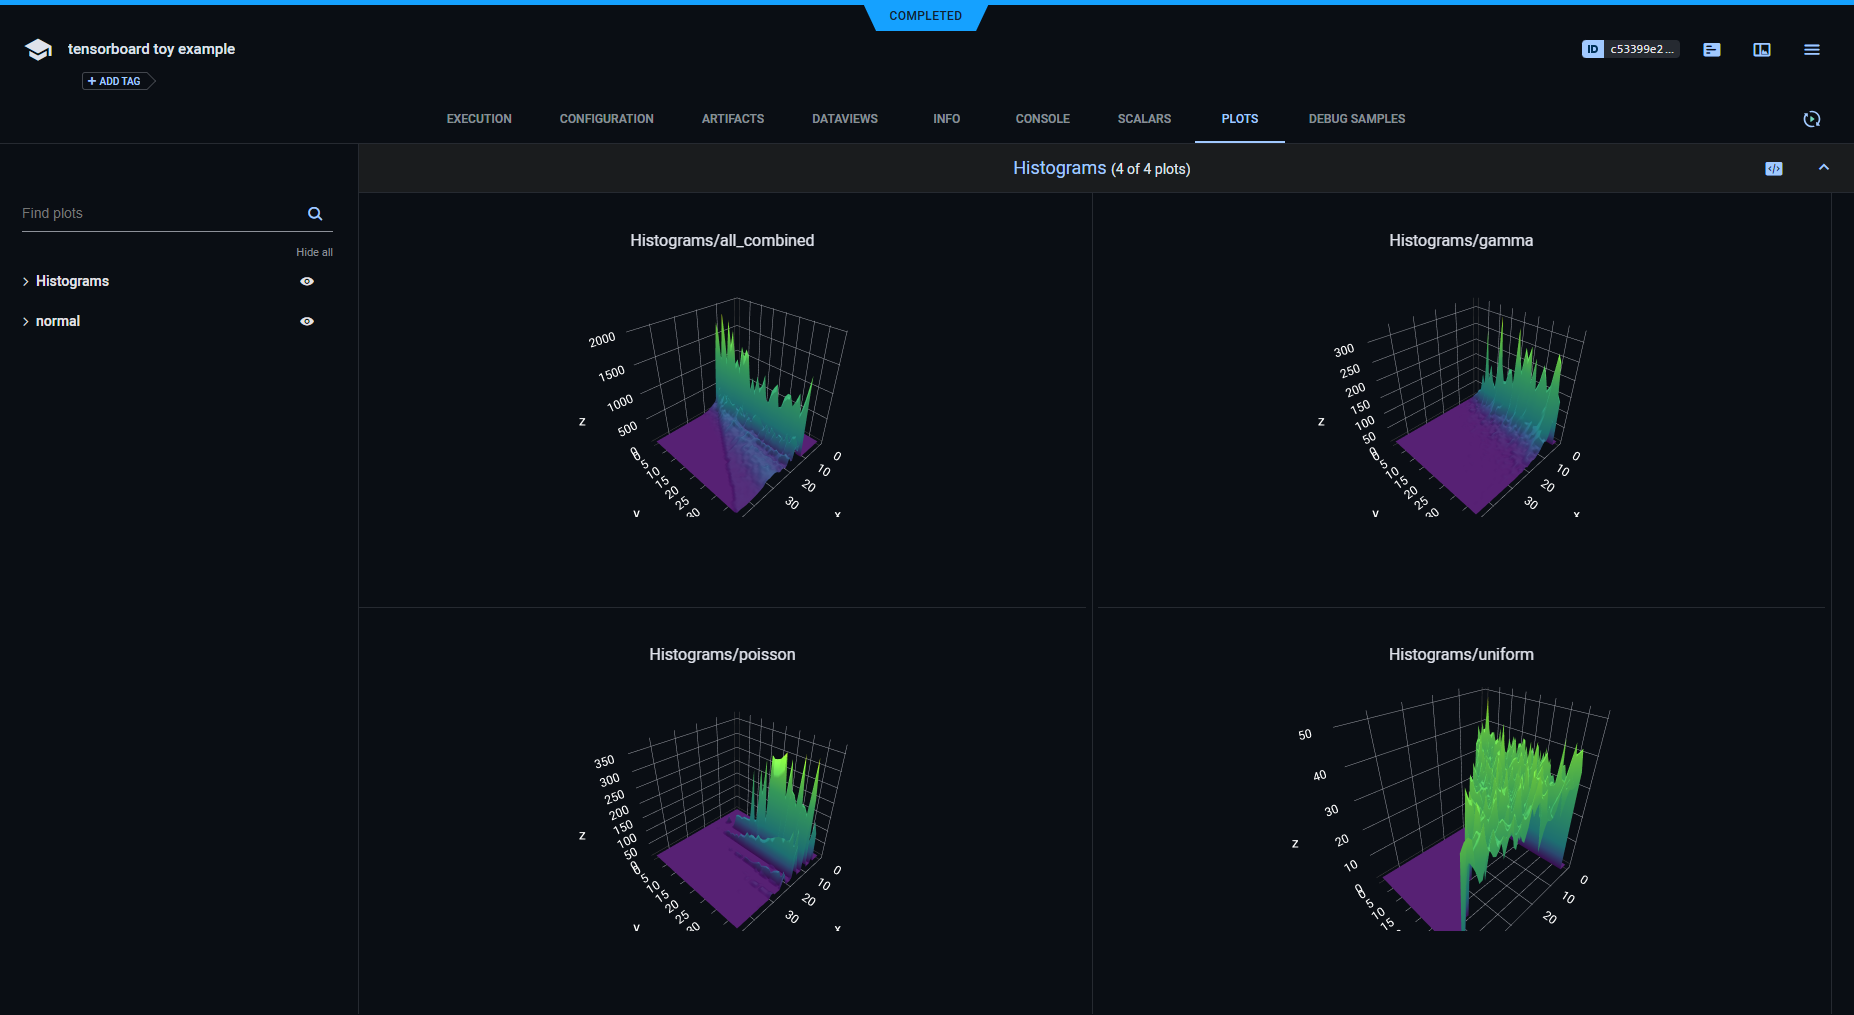 COMPLETED
tensorboard toy example
ID c53399e2...
+ ADD TAG
EXECUTION CONFIGURATION ARTIFACTS DATAVIEWS INFO CONSOLE SCALARS PLOTS DEBUG SAMPLES
Histograms (4 of 4 plots)
Find plots
Hide all
Histograms
normal
Histograms/all_combined
2000
1500
1000
500
0
z
0
5
10
15
20
25
30
y
0
10
20
30
x
Histograms/gamma
300
250
200
150
100
50
0
z
0
5
10
15
20
25
30
y
0
10
20
30
x
Histograms/poisson
350
300
250
200
150
100
50
0
z
0
5
10
15
20
25
30
y
0
10
20
30
x
Histograms/uniform
50
40
30
20
10
0
z
0
5
10
15
0
10
20